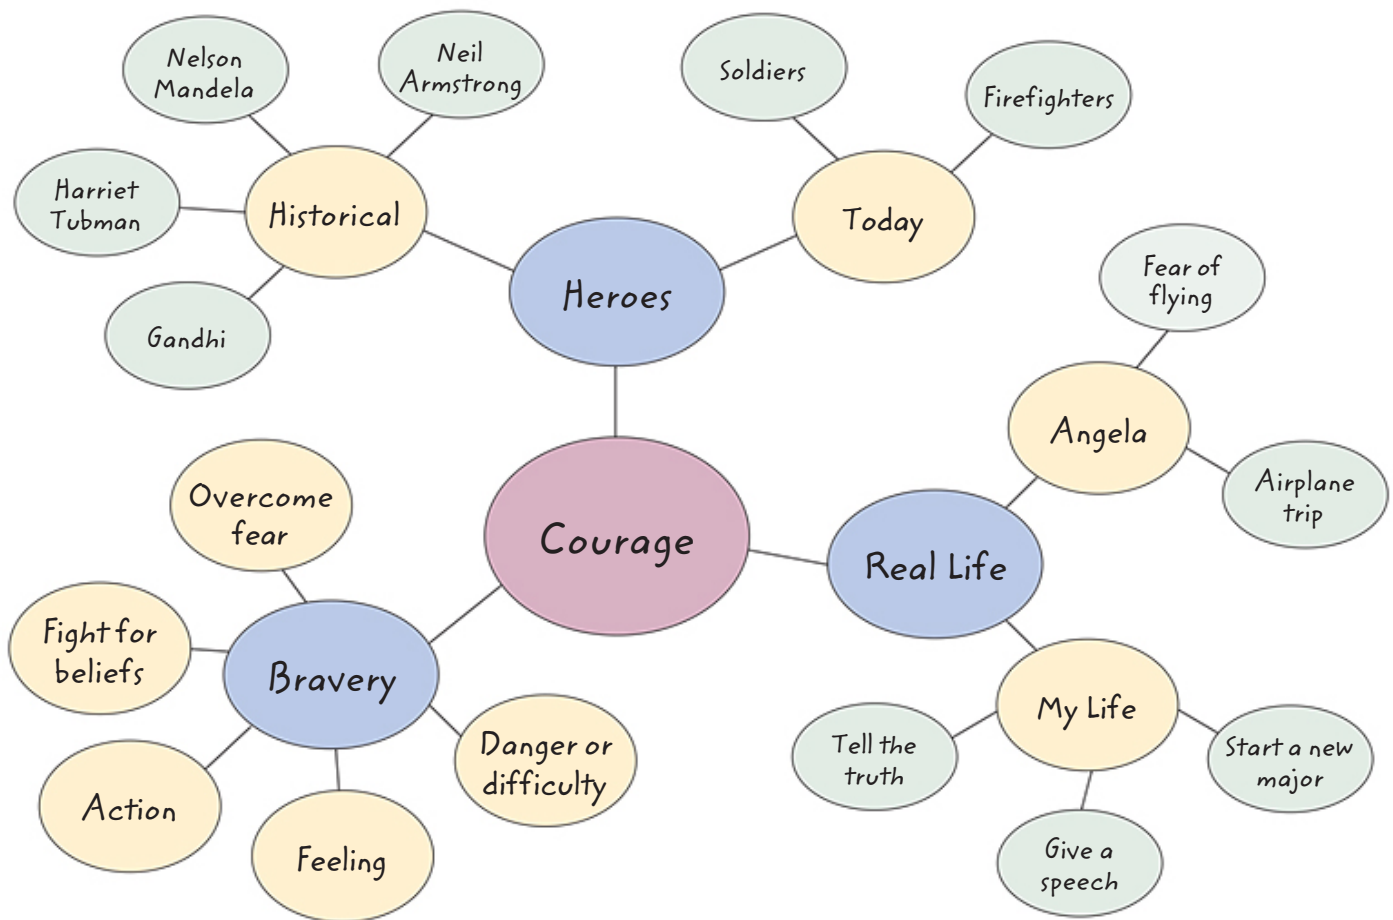 Nelson
Mandela
Neil
Armstrong
Harriet
Tubman
Historical
Gandhi
Soldiers
Firefighters
Today
Heroes
Courage
Fear of
flying
Angela
Airplane
trip
Real Life
My Life
Tell the
truth
Start a new
major
Give a
speech
Overcome
fear
Fight for
beliefs
Bravery
Danger or
difficulty
Action
Feeling